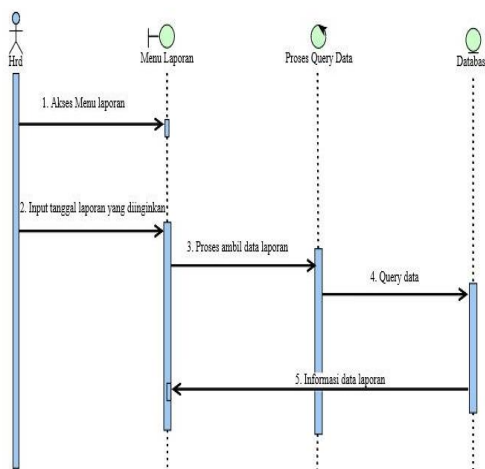 Hrd
Menu Laporan
Proses Query Data
Databas
1. Akses Menu laporan
2. Input tanggal laporan yang diinginkan
3. Proses ambil data laporan
4. Query data
5. Informasi data laporan